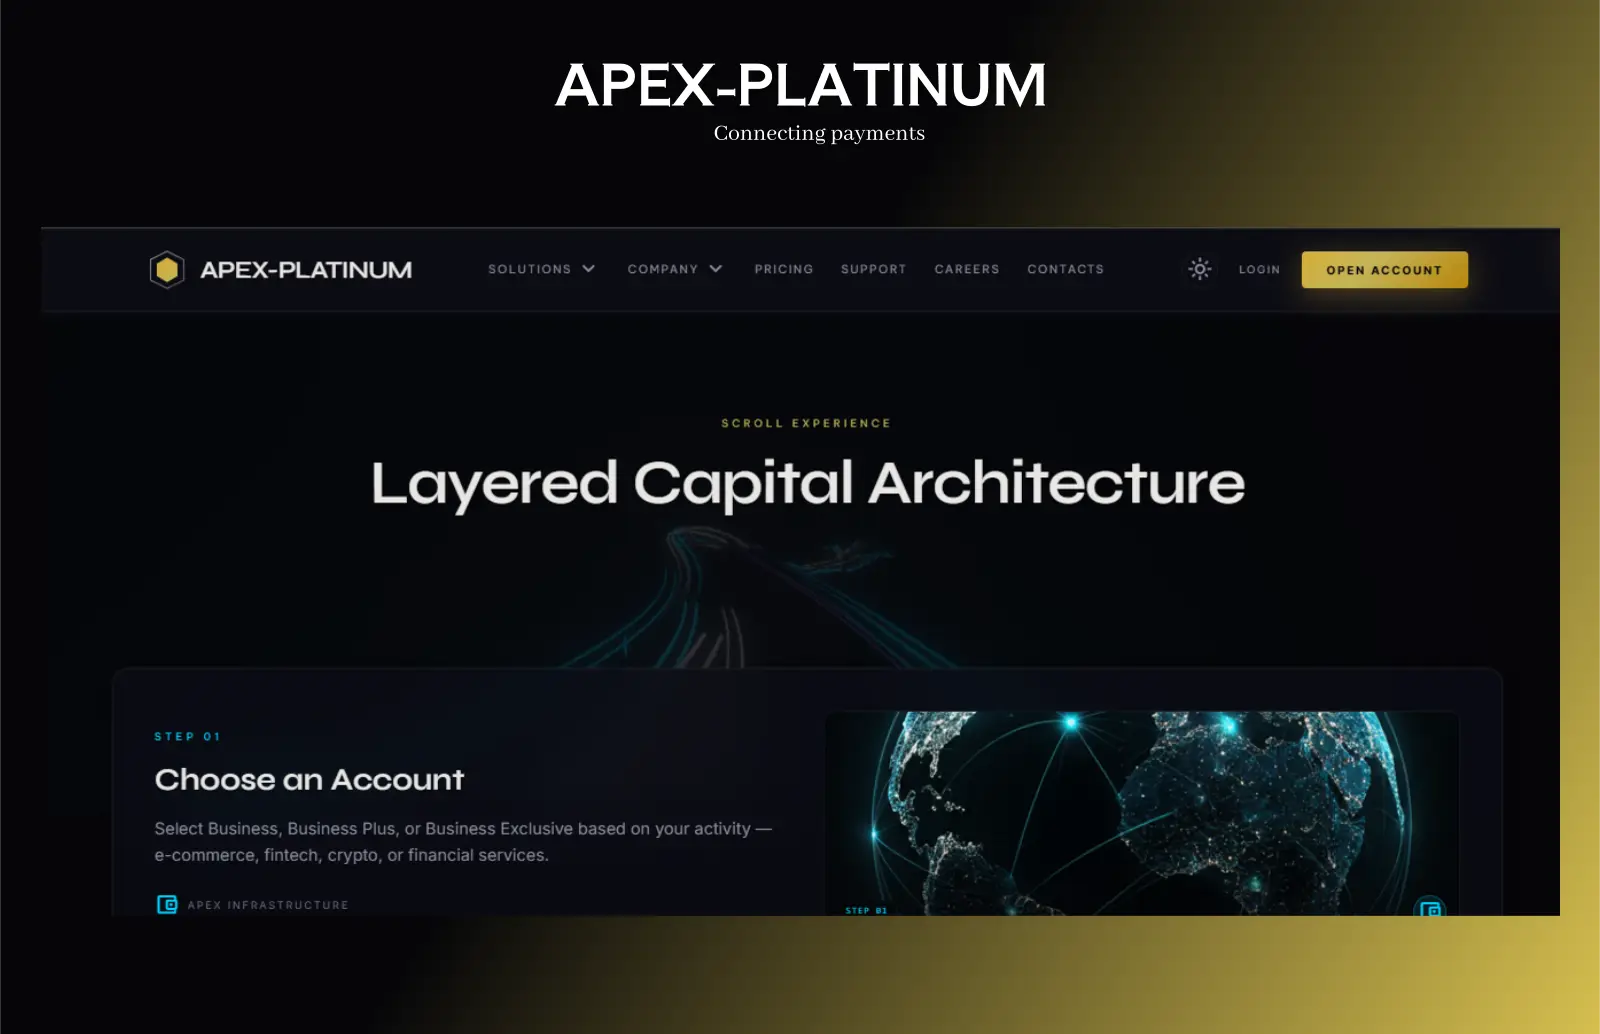 APEX-PLATINUM
Connecting payments
APEX-PLATINUM
SOLUTIONS
COMPANY
PRICING
SUPPORT
CAREERS
CONTACTS
LOGIN
OPEN ACCOUNT
SCROLL EXPERIENCE
Layered Capital Architecture
STEP 01
Choose an Account
Select Business, Business Plus, or Business Exclusive based on your activity —
e-commerce, fintech, crypto, or financial services.
APEX INFRASTRUCTURE
STEP 01